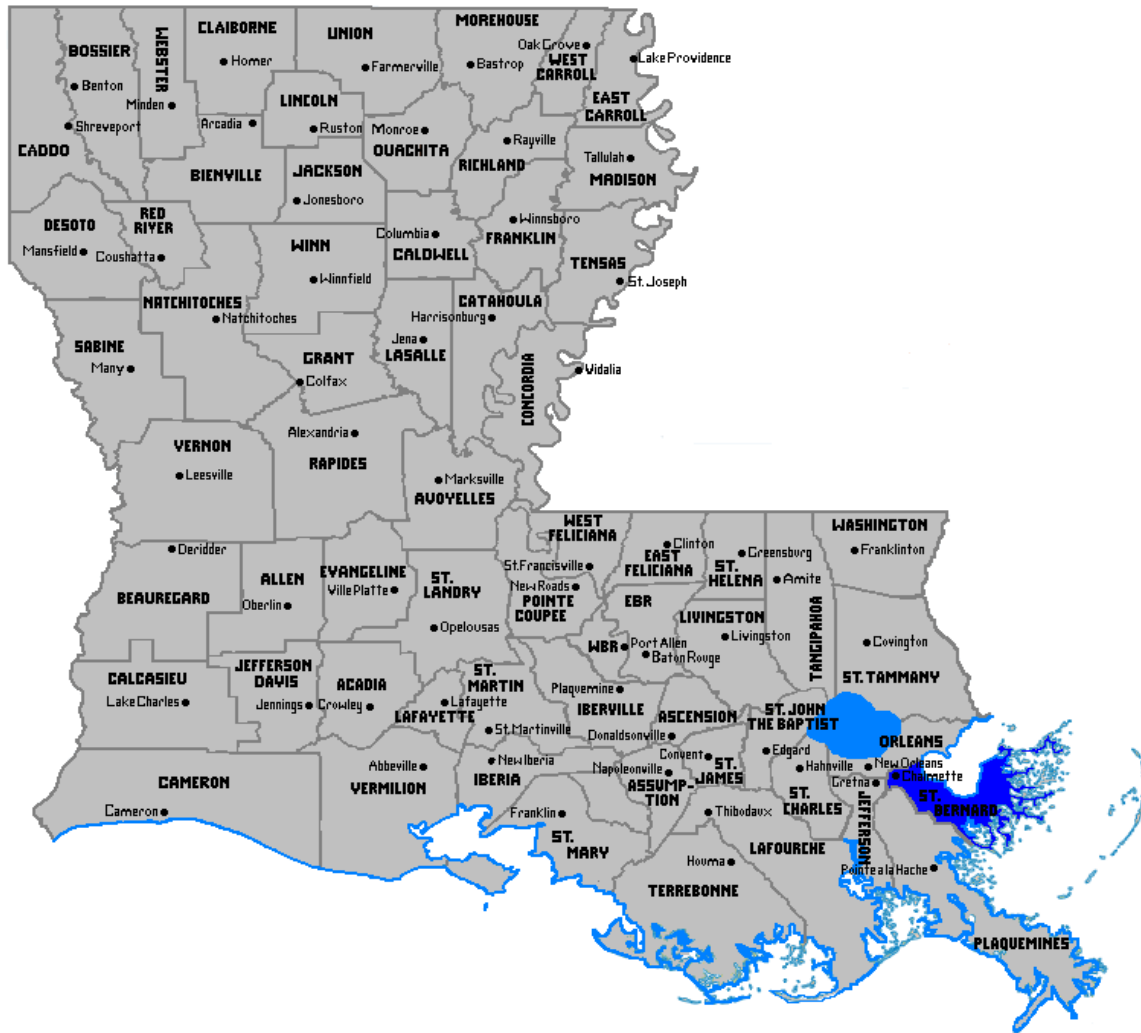 MOREHOUSE
CLAIBORNE
UNION
WEBSTER
BOSSIER
Oak Grove
WEST
CARROLL
Lake Providence
Homer
Farmerville
Bastrop
Benton
LINCOLN
EAST
CARROLL
Minden
Shreveport
Arcadia
Ruston
Monroe
OUACHITA
Rayville
CADDO
RICHLAND
Tallulah
MADISON
BIENVILLE
JACKSON
Jonesboro
DESOTO
RED
RIVER
Winnsboro
FRANKLIN
Columbia
CALDWELL
WINN
Mansfield
Coushatta
TENSAS
Winnfield
St. Joseph
NATCHITOCHES
Natchitoches
CATAHOULA
Harrisonburg
SABINE
Many
GRANT
Colfax
Jena
LASALLE
CONCORDIA
Vidalia
VERNON
Leesville
Alexandria
RAPIDES
Marksville
AVOYELLES
WEST
FELICIANA
WASHINGTON
Franklinton
Deridder
Clinton
EAST
FELICIANA
Greensburg
ST.
HELENA
St. Francisville
ALLEN
Oberlin
EVANGELINE
Ville Platte
ST.
LANDRY
New Roads
POINTE
COUPEE
Amite
BEAUREGARD
EBR
LIVINGSTON
Livingston
TANGIPAHOA
Opelousas
WBR
Port Allen
Baton Rouge
Covington
ST. TAMMANY
CALCASIEU
Lake Charles
JEFFERSON
DAVIS
Jennings
ACADIA
Crowley
ST.
MARTIN
Lafayette
LAFAYETTE
St. Martinville
Plaquemine
IBERVILLE
ASCENSION
Donaldsonville
ST. JOHN
THE BAPTIST
Edgard
ORLEANS
New Orleans
Chalmette
CAMERON
Cameron
Abbeville
VERMILION
New Iberia
IBERIA
Napoleonville
ASSUMP-
TION
Convent
ST.
JAMES
Hahnville
ST.
CHARLES
Gretna
JEFFERSON
ST.
BERNARD
Franklin
ST.
MARY
Thibodaux
LAFOURCHE
Houma
TERREBONNE
Pointe a la Hache
PLAQUEMINES